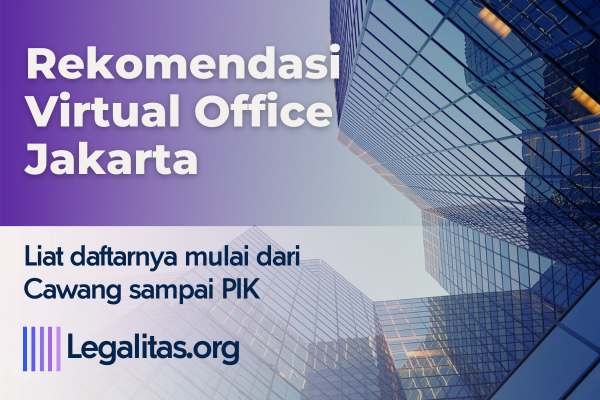 Rekomendasi
Virtual Office
Jakarta
Liat daftarnya mulai dari
Cawang sampai PIK
Legalitas.org